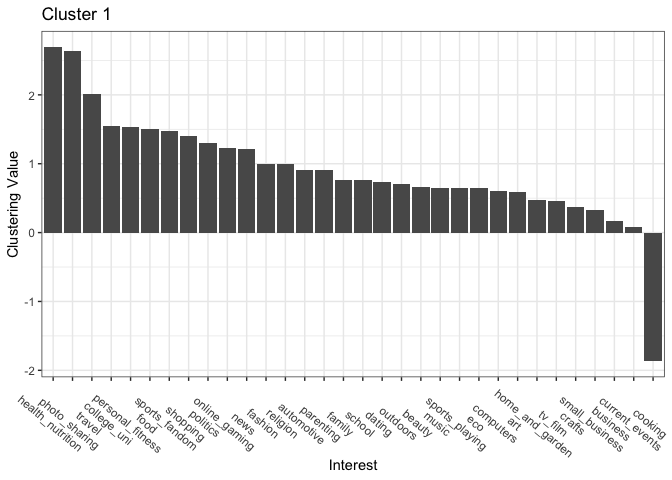 Cluster 1
Clustering Value
2
1
0
-1
-2
health_nutrition
photo_sharing
travel
college_uni
personal_fitness
food
sports_fandom
shopping
politics
online_gaming
news
fashion
religion
automotive
parenting
family
school
dating
outdoors
beauty
music
sports_playing
eco
computers
art
home_and_garden
tv_film
crafts
small_business
business
current_events
cooking
Interest